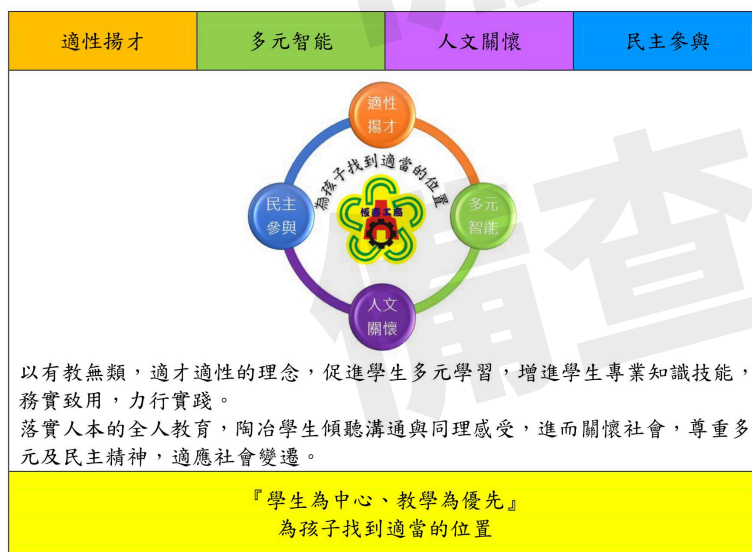 適性揚才
多元智能
人文關懷
民主參與
適性
揚才
為孩子找到適當的位置
民主
參與
恆春工商
多元
智能
人文
關懷
以有教無類，適才適性的理念，促進學生多元學習，增進學生專業知識技能，
務實致用，力行實踐。
落實人本的全人教育，陶冶學生傾聽溝通與同理感受，進而關懷社會，尊重多
元及民主精神，適應社會變遷。
『學生為中心、教學為優先』
為孩子找到適當的位置
備查